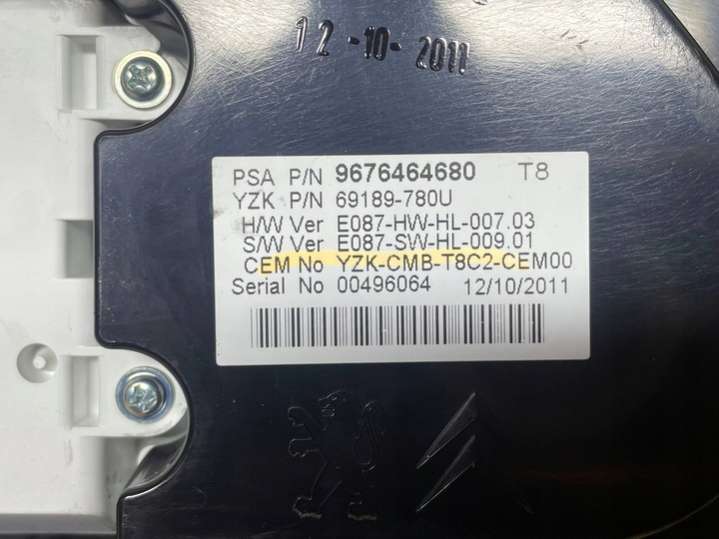 12-10-2011
PSA P/N 9676464680 T8
YZK P/N 69189-780U
H/W Ver E087-HW-HL-007.03
S/W Ver E087-SW-HL-009.01
CEM No YZK-CMB-T8C2-CEM00
Serial No 00496064 12/10/2011